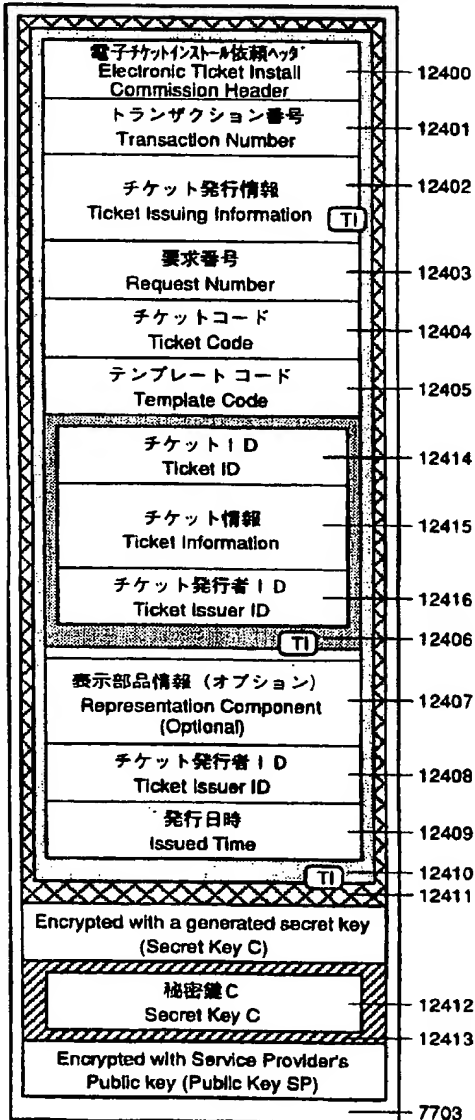 電子チケットインストール依頼ヘッダ
Electronic Ticket Install
Commission Header
12400
トランザクション番号
Transaction Number
12401
チケット発行情報
Ticket Issuing Information
TI
12402
要求番号
Request Number
12403
チケットコード
Ticket Code
12404
テンプレートコード
Template Code
12405
チケットID
Ticket ID
12414
チケット情報
Ticket Information
12415
チケット発行者ID
Ticket Issuer ID
12416
TI
12406
表示部品情報（オプション）
Representation Component
(Optional)
12407
チケット発行者ID
Ticket Issuer ID
12408
発行日時
Issued Time
12409
TI
12410
12411
Encrypted with a generated secret key
(Secret Key C)
秘密鍵C
Secret Key C
12412
12413
Encrypted with Service Provider's
Public key (Public Key SP)
7703